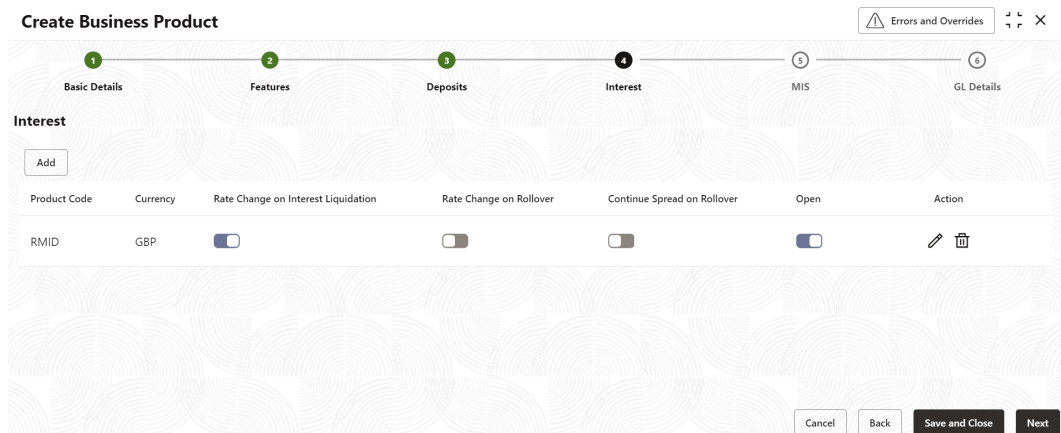 Create Business Product
Errors and Overrides
1 2 3 4 5 6
Basic Details Features Deposits Interest MIS GL Details
Interest
Add
Product Code Currency Rate Change on Interest Liquidation Rate Change on Rollover Continue Spread on Rollover Open Action
RMID GBP
Cancel Back Save and Close Next